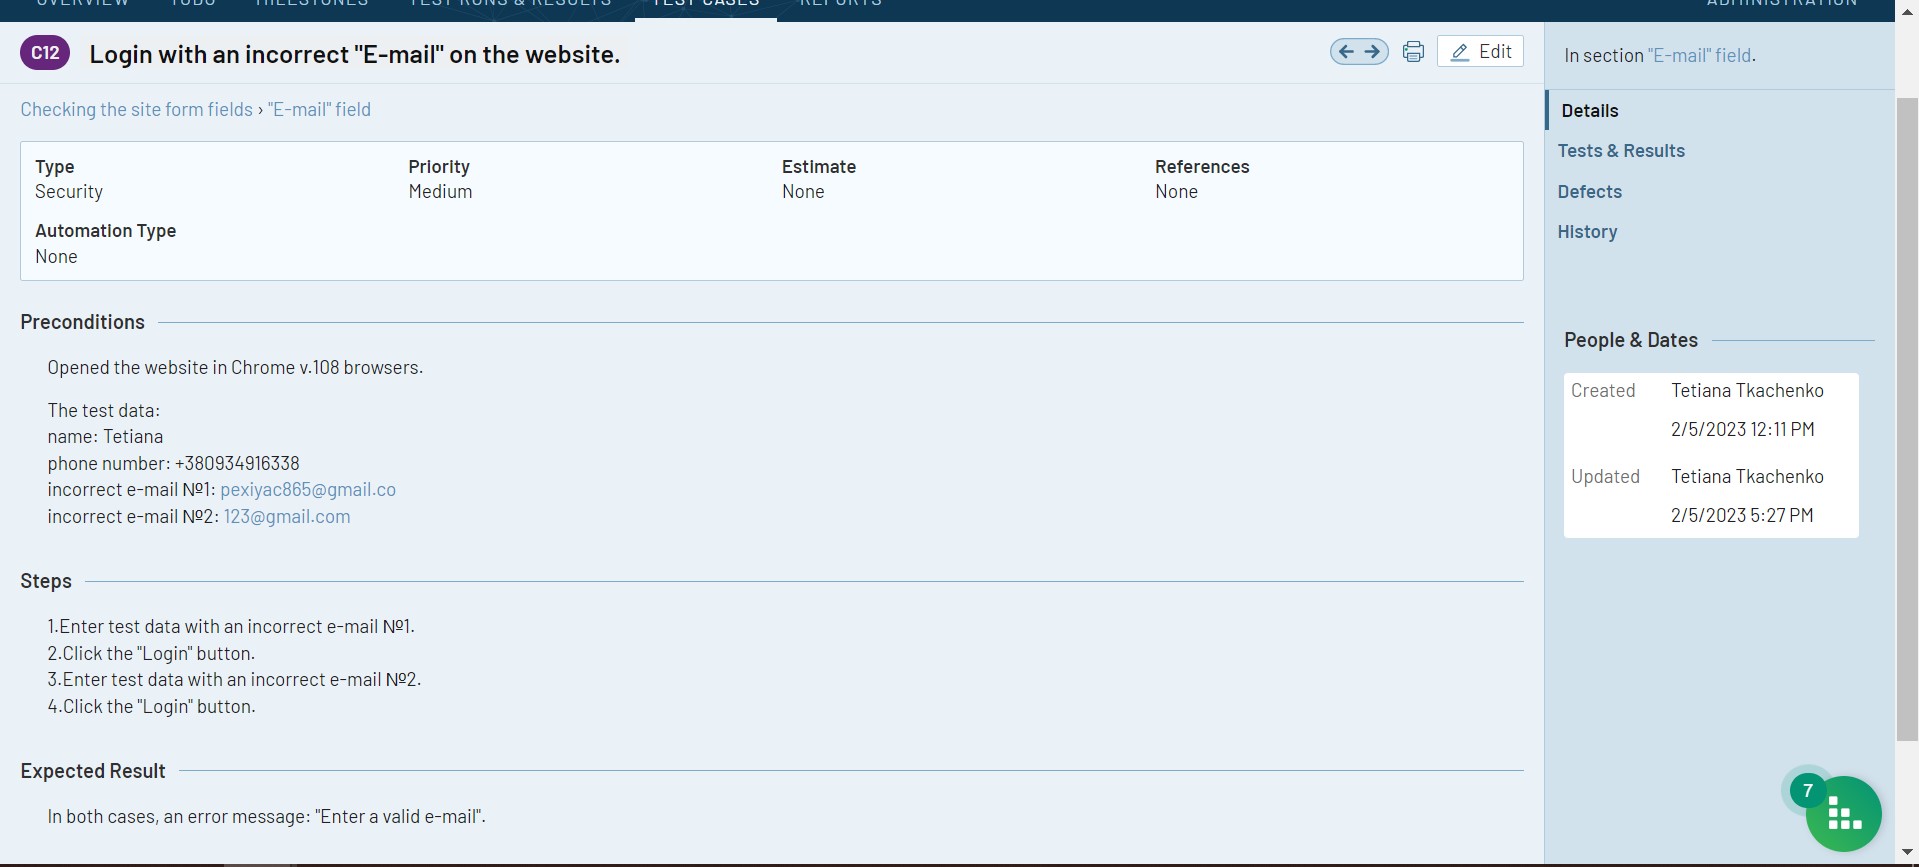 OVERVIEW TODO MILESTONES TEST RUNS & RESULTS TEST CASES REPORTS ADMINISTRATION
C12 Login with an incorrect "E-mail" on the website. Edit
Checking the site form fields › "E-mail" field
Type Priority Estimate References
Security Medium None None
Automation Type
None
Preconditions
Opened the website in Chrome v.108 browsers.
The test data:
name: Tetiana
phone number: +380934916338
incorrect e-mail №1: pexiyac865@gmail.co
incorrect e-mail №2: 123@gmail.com
Steps
1.Enter test data with an incorrect e-mail №1.
2.Click the "Login" button.
3.Enter test data with an incorrect e-mail №2.
4.Click the "Login" button.
Expected Result
In both cases, an error message: "Enter a valid e-mail".
In section "E-mail" field.
Details
Tests & Results
Defects
History
People & Dates
Created Tetiana Tkachenko
2/5/2023 12:11 PM
Updated Tetiana Tkachenko
2/5/2023 5:27 PM
7